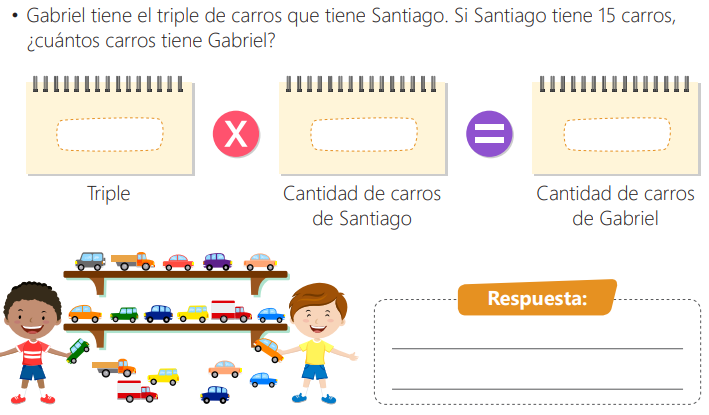 • Gabriel tiene el triple de carros que tiene Santiago. Si Santiago tiene 15 carros,
¿cuántos carros tiene Gabriel?
X
=
Triple
Cantidad de carros
de Santiago
Cantidad de carros
de Gabriel
Respuesta: